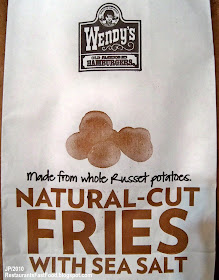 WENDY'S
OLD FASHIONED
HAMBURGERS
Made from whole Russet potatoes.
NATURAL-CUT
FRIES
WITH SEA SALT
JP/2010
RestaurantFastFood.blogspot.com